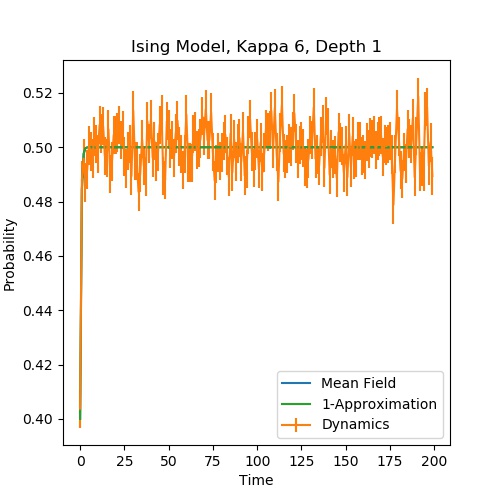 Ising Model, Kappa 6, Depth 1
Probability
0.52
0.50
0.48
0.46
0.44
0.42
0.40
Mean Field
1-Approximation
Dynamics
0 25 50 75 100 125 150 175 200
Time